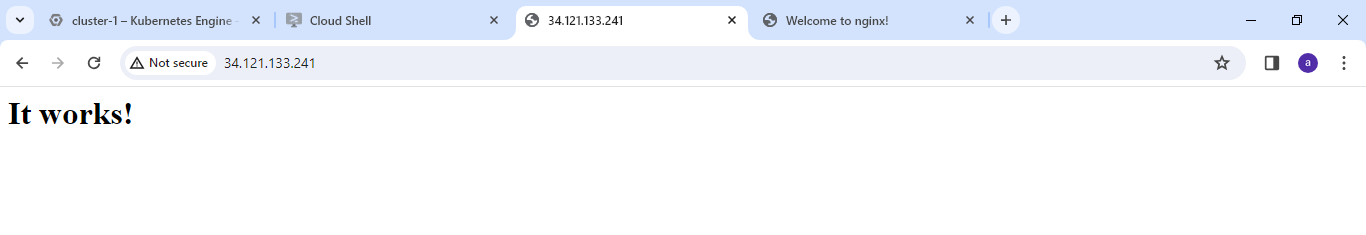 cluster-1 – Kubernetes Engine -
Cloud Shell
34.121.133.241
Welcome to nginx!
Not secure
34.121.133.241
a
It works!